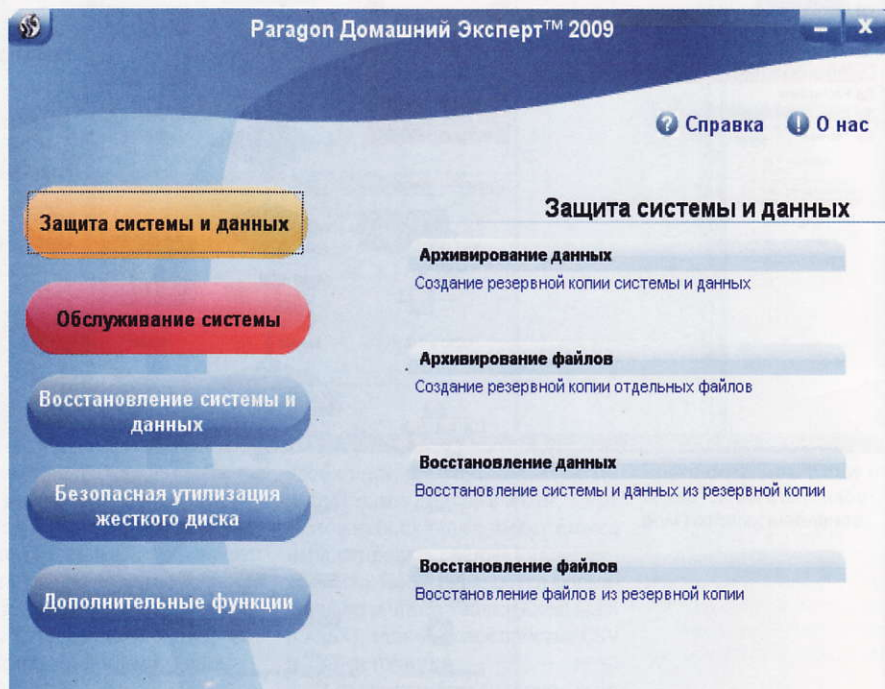 Paragon Домашний Эксперт™ 2009
Справка
О нас
Защита системы и данных
Обслуживание системы
Восстановление системы и
данных
Безопасная утилизация
жесткого диска
Дополнительные функции
Защита системы и данных
Архивирование данных
Создание резервной копии системы и данных
Архивирование файлов
Создание резервной копии отдельных файлов
Восстановление данных
Восстановление системы и данных из резервной копии
Восстановление файлов
Восстановление файлов из резервной копии